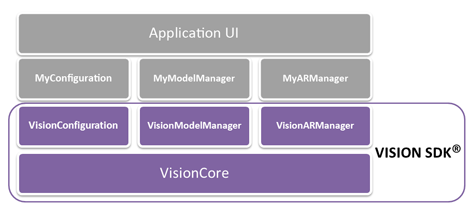 Application UI
MyConfiguration
MyModelManager
MyARManager
VisionConfiguration
VisionModelManager
VisionARManager
VISION SDK®
VisionCore